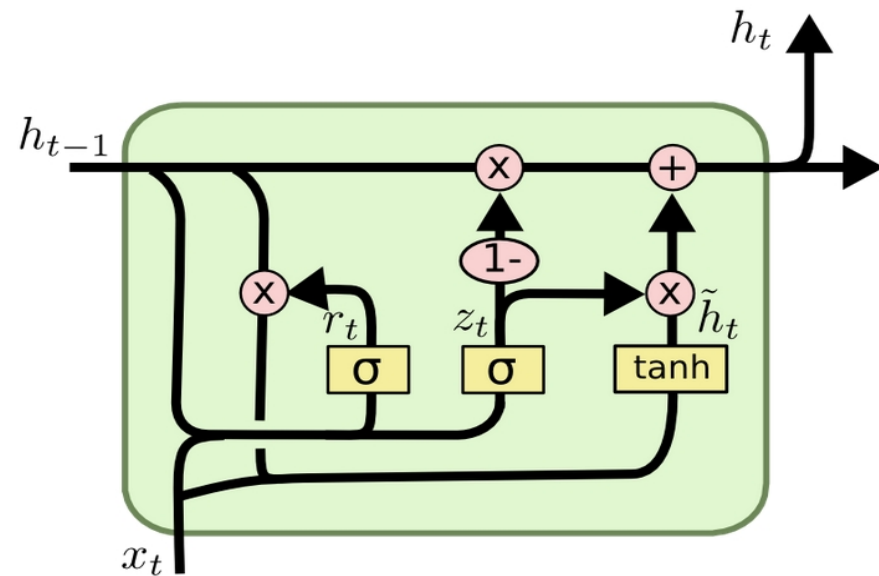 h_t
h_{t-1}
x
+
1-
x
r_t
z_t
x
h̃_t
σ
σ
tanh
x_t